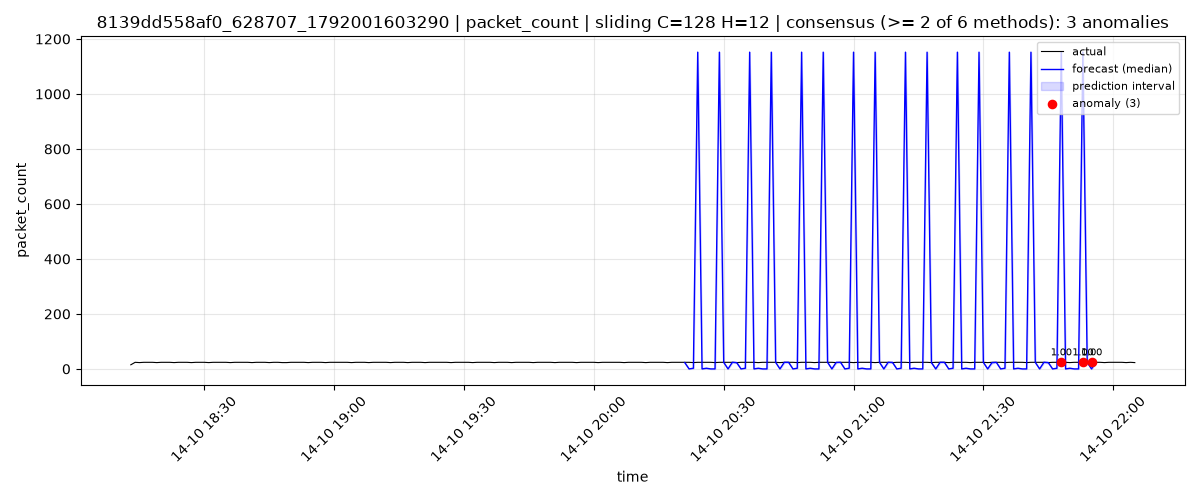 8139dd558af0_628707_1792001603290 | packet_count | sliding C=128 H=12 | consensus (>= 2 of 6 methods): 3 anomalies
actual
forecast (median)
prediction interval
anomaly (3)
1200
1000
800
600
400
200
0
packet_count
1.00
14-10 18:30
14-10 19:00
14-10 19:30
14-10 20:00
14-10 20:30
14-10 21:00
14-10 21:30
14-10 22:00
time